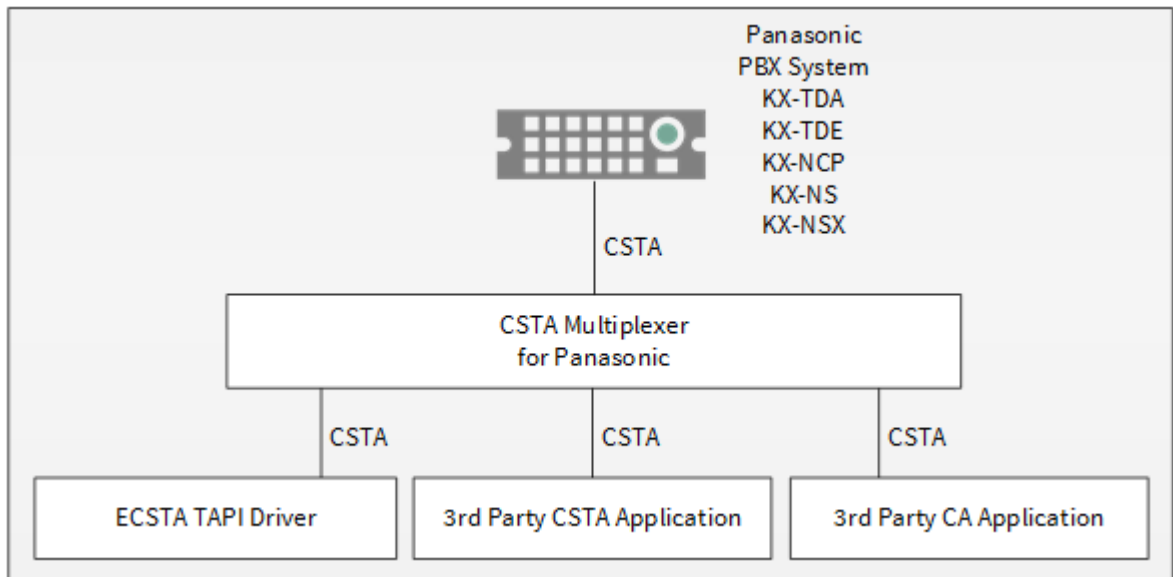 Panasonic
PBX System
KX-TDA
KX-TDE
KX-NCP
KX-NS
KX-NSX
CSTA
CSTA Multiplexer
for Panasonic
CSTA
CSTA
CSTA
ECSTA TAPI Driver
3rd Party CSTA Application
3rd Party CA Application